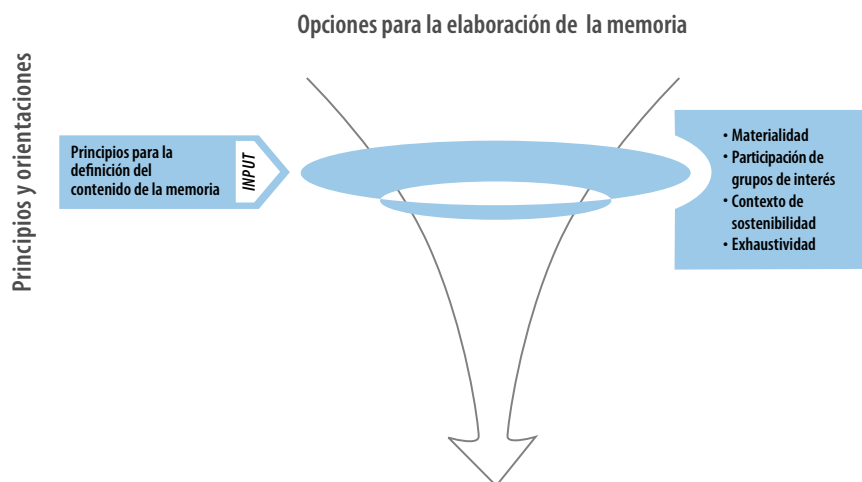 Opciones para la elaboración de la memoria
Principios y orientaciones
Principios para la
definición del
contenido de la memoria
INPUT
• Materialidad
• Participación de
grupos de interés
• Contexto de
sostenibilidad
• Exhaustividad